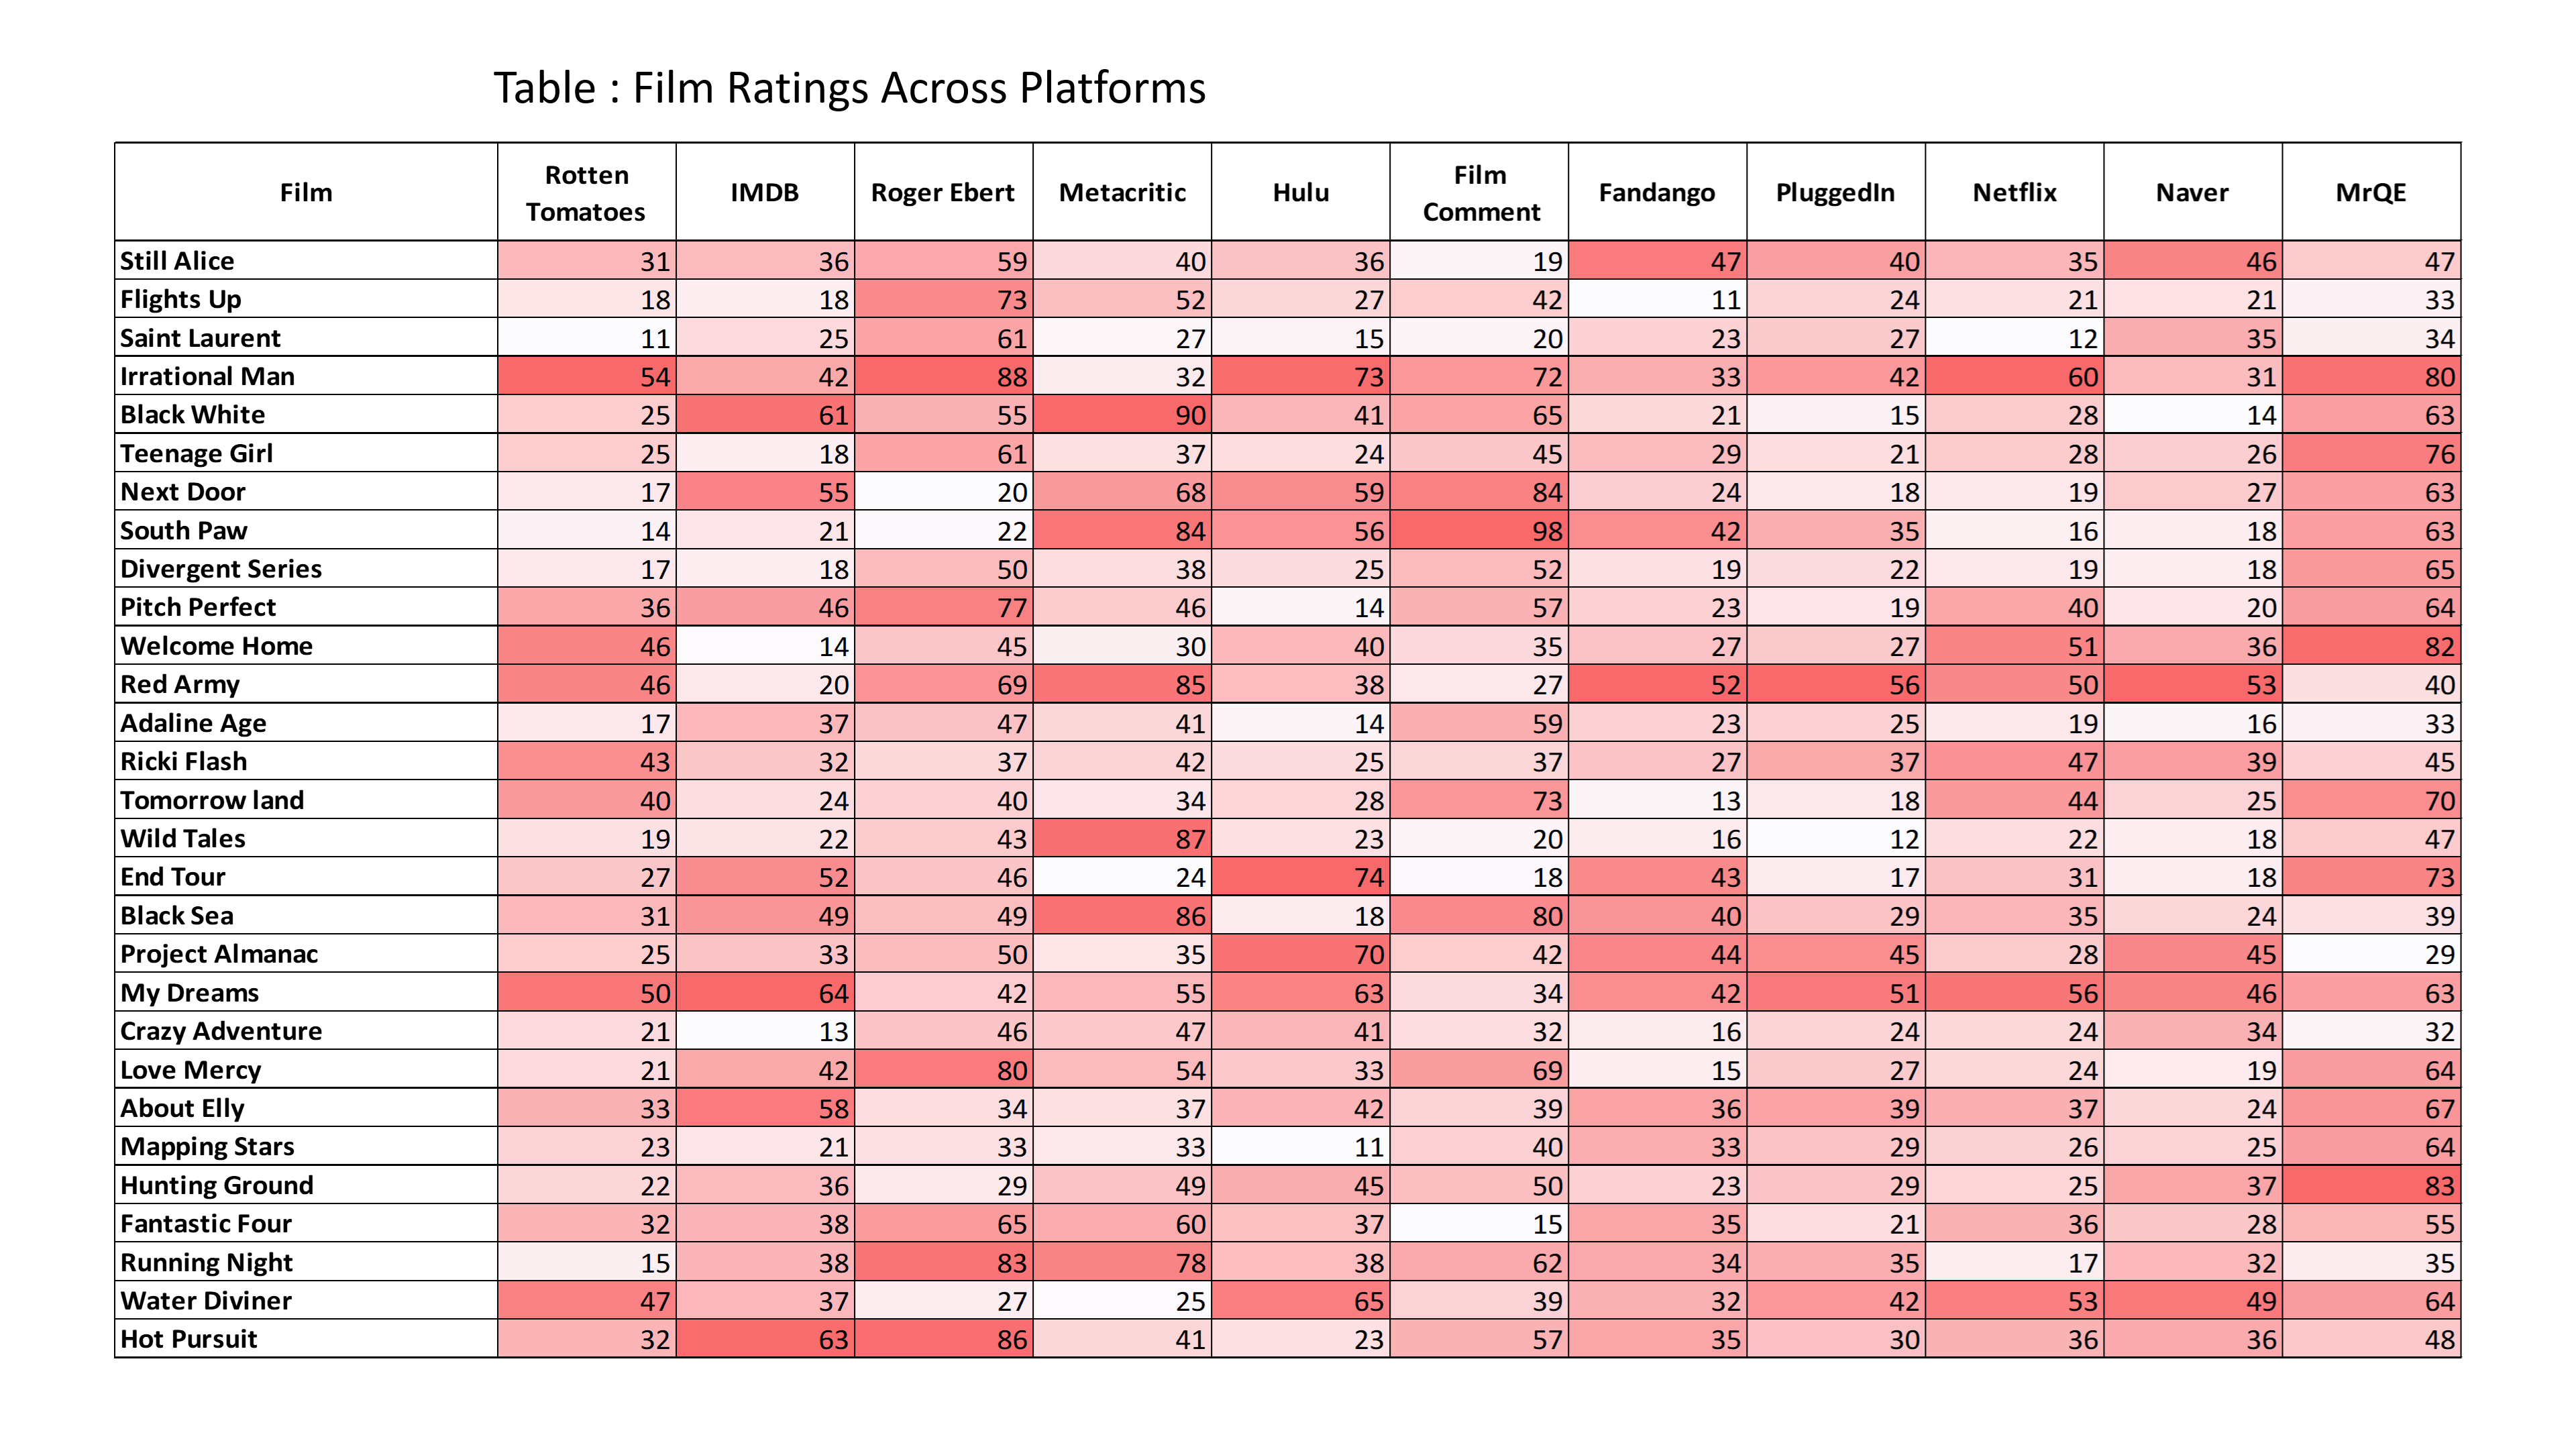 Table : Film Ratings Across Platforms
Film Rotten Tomatoes IMDB Roger Ebert Metacritic Hulu Film Comment Fandango PluggedIn Netflix Naver MrQE
Still Alice 31 36 59 40 36 19 47 40 35 46 47
Flights Up 18 18 73 52 27 42 11 24 21 21 33
Saint Laurent 11 25 61 27 15 20 23 27 12 35 34
Irrational Man 54 42 88 32 73 72 33 42 60 31 80
Black White 25 61 55 90 41 65 21 15 28 14 63
Teenage Girl 25 18 61 37 24 45 29 21 28 26 76
Next Door 17 55 20 68 59 84 24 18 19 27 63
South Paw 14 21 22 84 56 98 42 35 16 18 63
Divergent Series 17 18 50 38 25 52 19 22 19 18 65
Pitch Perfect 36 46 77 46 14 57 23 19 40 20 64
Welcome Home 46 14 45 30 40 35 27 27 51 36 82
Red Army 46 20 69 85 38 27 52 56 50 53 40
Adaline Age 17 37 47 41 14 59 23 25 19 16 33
Ricki Flash 43 32 37 42 25 37 27 37 47 39 45
Tomorrow land 40 24 40 34 28 73 13 18 44 25 70
Wild Tales 19 22 43 87 23 20 16 12 22 18 47
End Tour 27 52 46 24 74 18 43 17 31 18 73
Black Sea 31 49 49 86 18 80 40 29 35 24 39
Project Almanac 25 33 50 35 70 42 44 45 28 45 29
My Dreams 50 64 42 55 63 34 42 51 56 46 63
Crazy Adventure 21 13 46 47 41 32 16 24 24 34 32
Love Mercy 21 42 80 54 33 69 15 27 24 19 64
About Elly 33 58 34 37 42 39 36 39 37 24 67
Mapping Stars 23 21 33 33 11 40 33 29 26 25 64
Hunting Ground 22 36 29 49 45 50 23 29 25 37 83
Fantastic Four 32 38 65 60 37 15 35 21 36 28 55
Running Night 15 38 83 78 38 62 34 35 17 32 35
Water Diviner 47 37 27 25 65 39 32 42 53 49 64
Hot Pursuit 32 63 86 41 23 57 35 30 36 36 48